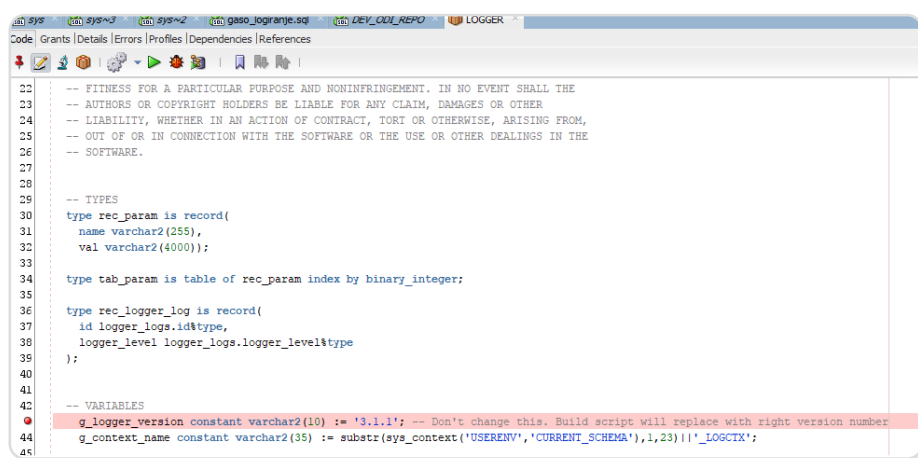 sys sys~3 sys~2 gaso_logiranje.sql DEV_ODI_REPO LOGGER
Code Grants Details Errors Profiles Dependencies References
22 -- FITNESS FOR A PARTICULAR PURPOSE AND NONINFRINGEMENT. IN NO EVENT SHALL THE
23 -- AUTHORS OR COPYRIGHT HOLDERS BE LIABLE FOR ANY CLAIM, DAMAGES OR OTHER
24 -- LIABILITY, WHETHER IN AN ACTION OF CONTRACT, TORT OR OTHERWISE, ARISING FROM,
25 -- OUT OF OR IN CONNECTION WITH THE SOFTWARE OR THE USE OR OTHER DEALINGS IN THE
26 -- SOFTWARE.
27
28
29 -- TYPES
30 type rec_param is record(
31 name varchar2(255),
32 val varchar2(4000));
33
34 type tab_param is table of rec_param index by binary_integer;
35
36 type rec_logger_log is record(
37 id logger_logs.id%type,
38 logger_level logger_logs.logger_level%type
39 );
40
41
42 -- VARIABLES
g_logger_version constant varchar2(10) := '3.1.1'; -- Don't change this. Build script will replace with right version number
44 g_context_name constant varchar2(35) := substr(sys_context('USERENV','CURRENT_SCHEMA'),1,23)||'_LOGCTX';
45